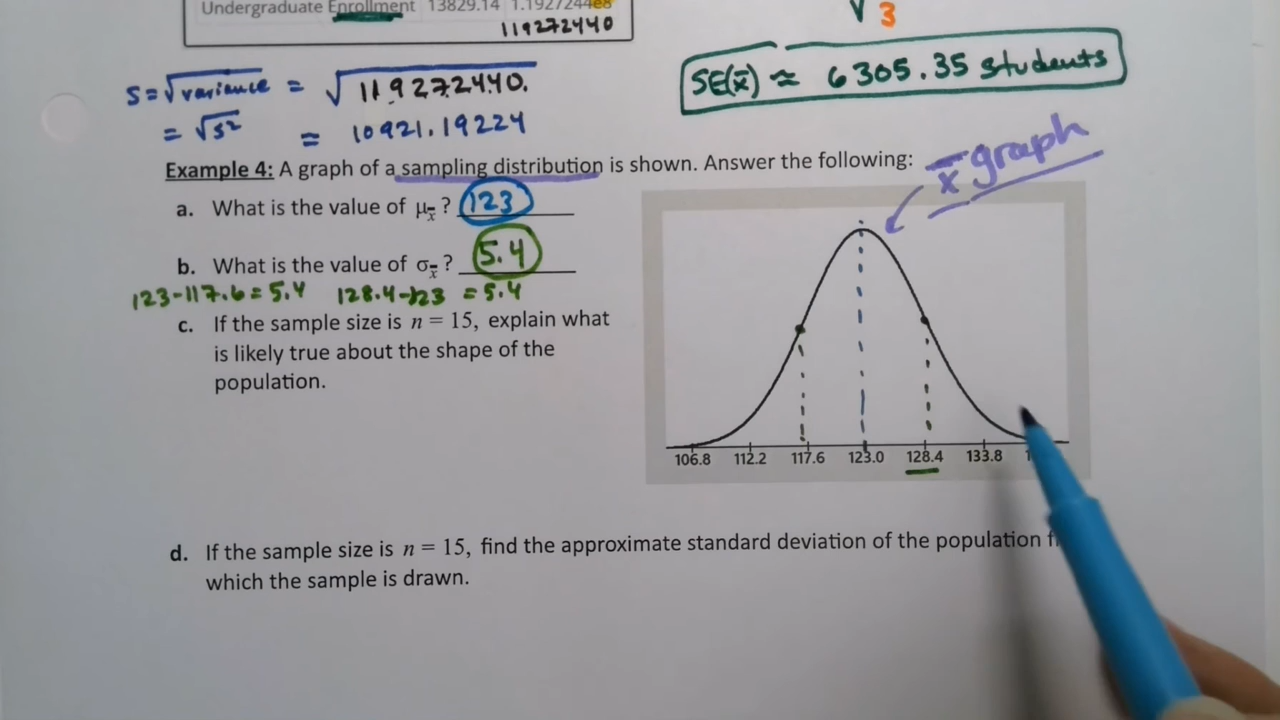 Undergraduate Enrollment 13829.14 1.1927244e8
119272440
√3
SE(x̄) ≈ 6305.35 students
S = √variance = √119272440.
= √s² = 10921.19224
Example 4: A graph of a sampling distribution is shown. Answer the following:
x̄ graph
a. What is the value of μx̄ ? 123
b. What is the value of σx̄ ? 5.4
123-117.6=5.4 128.4-123 =5.4
c. If the sample size is n = 15, explain what
is likely true about the shape of the
population.
106.8 112.2 117.6 123.0 128.4 133.8
d. If the sample size is n = 15, find the approximate standard deviation of the population
which the sample is drawn.